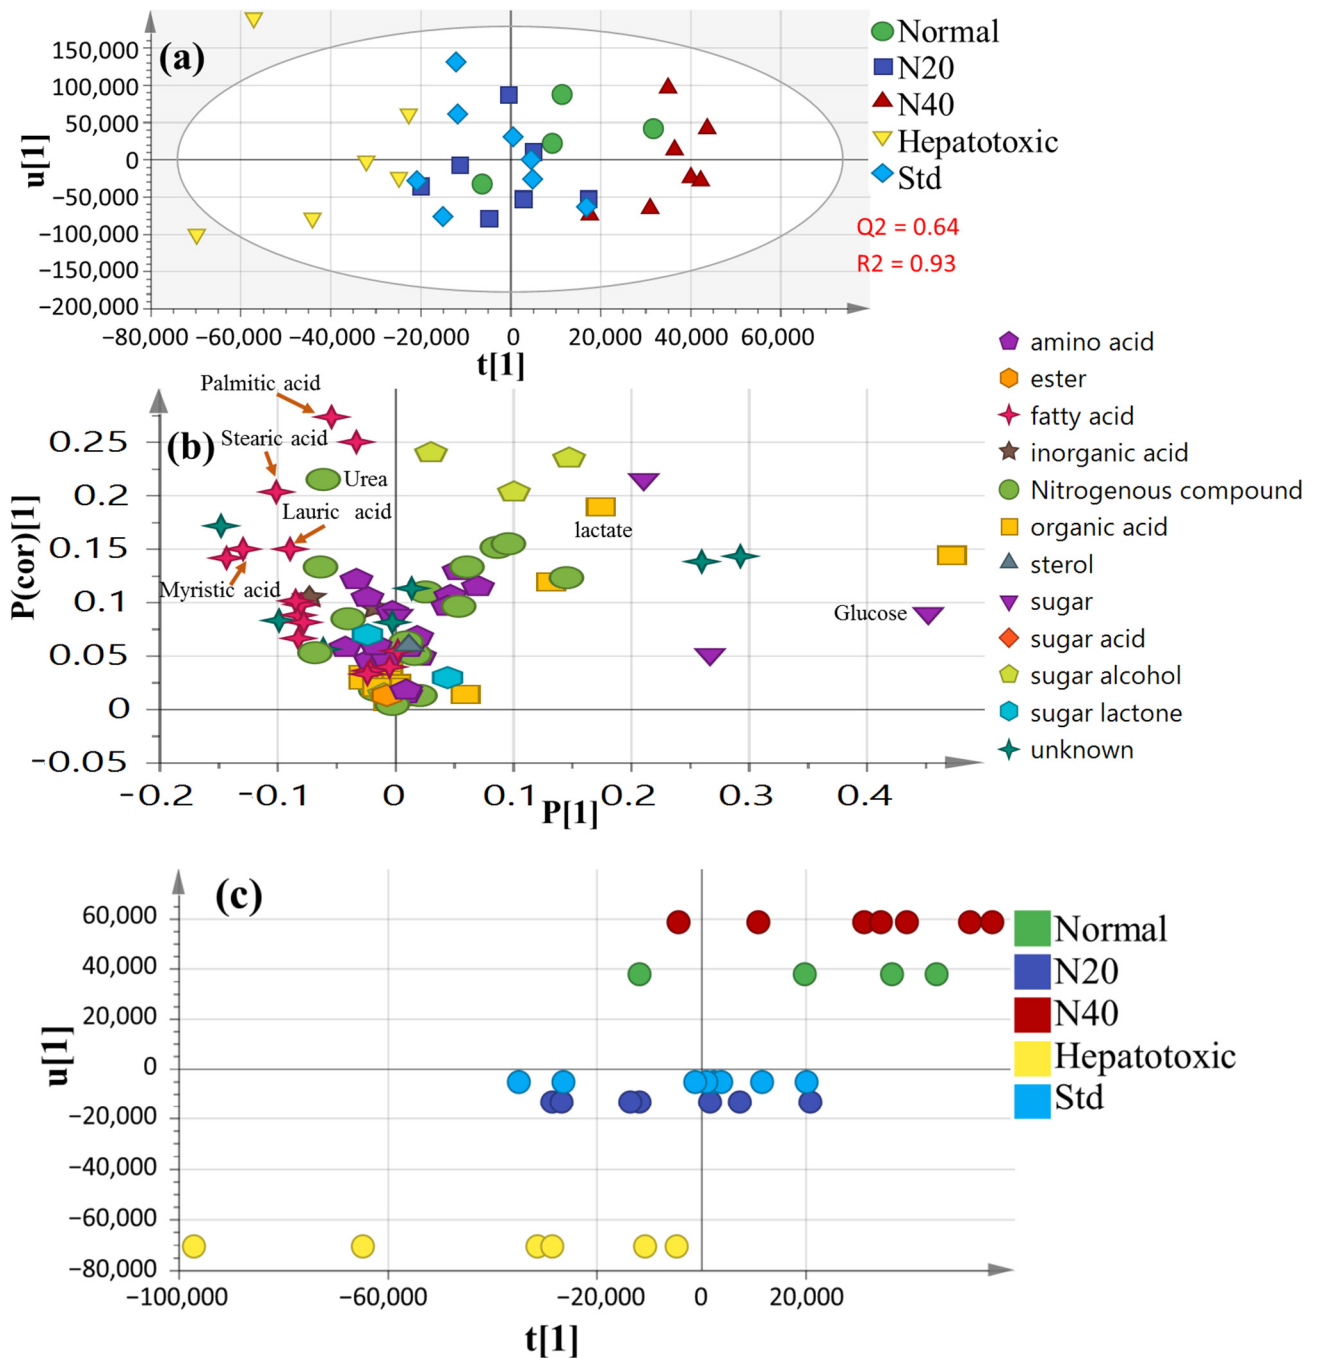 (a)
u[1]
150,000
100,000
50,000
0
−50,000
−100,000
−150,000
−200,000
−80,000 −60,000 −40,000 −20,000 0 20,000 40,000 60,000
t[1]
Normal
N20
N40
Hepatotoxic
Std
Q2 = 0.64
R2 = 0.93
(b)
P(cor)[1]
0.25
0.2
0.15
0.1
0.05
0
−0.05
−0.2 −0.1 0 0.1 0.2 0.3 0.4
P[1]
Palmitic acid
Stearic acid
Urea
Lauric acid
lactate
Myristic acid
Glucose
amino acid
ester
fatty acid
inorganic acid
Nitrogenous compound
organic acid
sterol
sugar
sugar acid
sugar alcohol
sugar lactone
unknown
(c)
u[1]
60,000
40,000
20,000
0
−20,000
−40,000
−60,000
−80,000
−100,000 −60,000 −20,000 0 20,000
t[1]
Normal
N20
N40
Hepatotoxic
Std